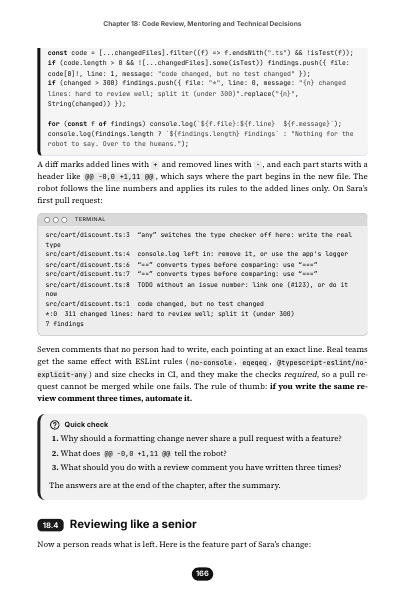 Chapter 18: Code Review, Mentoring and Technical Decisions
const code = [...changedFiles].filter((f) => f.endsWith(".ts") && !isTest(f));
if (code.length > 0 && ![...changedFiles].some(isTest)) findings.push({ file:
code[0]!, line: 1, message: "code changed, but no test changed" });
if (changed > 300) findings.push({ file: "*", line: 0, message: "{n} changed
lines: hard to review well; split it (under 300)".replace("{n}",
String(changed)) });
for (const f of findings) console.log(`${f.file}:${f.line}  ${f.message}`);
console.log(findings.length ? `${findings.length} findings` : "Nothing for the
robot to say. Over to the humans.");
A diff marks added lines with + and removed lines with -, and each part starts with a
header like @@ -0,0 +1,11 @@, which says where the part begins in the new file. The
robot follows the line numbers and applies its rules to the added lines only. On Sara's
first pull request:
TERMINAL
src/cart/discount.ts:3  "any" switches the type checker off here: write the real
type
src/cart/discount.ts:4  console.log left in: remove it, or use the app's logger
src/cart/discount.ts:6  "==" converts types before comparing: use "==="
src/cart/discount.ts:7  "==" converts types before comparing: use "==="
src/cart/discount.ts:8  TODO without an issue number: link one (#123), or do it
now
src/cart/discount.ts:1  code changed, but no test changed
*:0  311 changed lines: hard to review well; split it (under 300)
7 findings
Seven comments that no person had to write, each pointing at an exact line. Real teams
get the same effect with ESLint rules (no-console, eqeqeq, @typescript-eslint/no-
explicit-any) and size checks in CI, and they make the checks required, so a pull re-
quest cannot be merged while one fails. The rule of thumb: if you write the same re-
view comment three times, automate it.
Quick check
1. Why should a formatting change never share a pull request with a feature?
2. What does @@ -0,0 +1,11 @@ tell the robot?
3. What should you do with a review comment you have written three times?
The answers are at the end of the chapter, after the summary.
18.4 Reviewing like a senior
Now a person reads what is left. Here is the feature part of Sara's change:
166